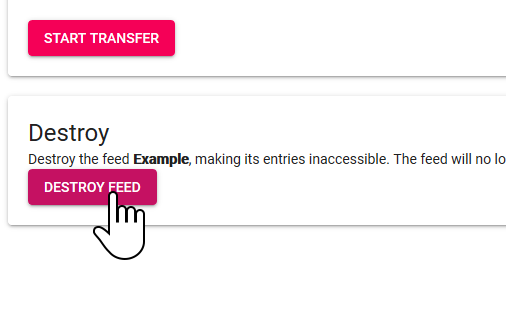 START TRANSFER
Destroy
Destroy the feed Example, making its entries inaccessible. The feed will no lo
DESTROY FEED